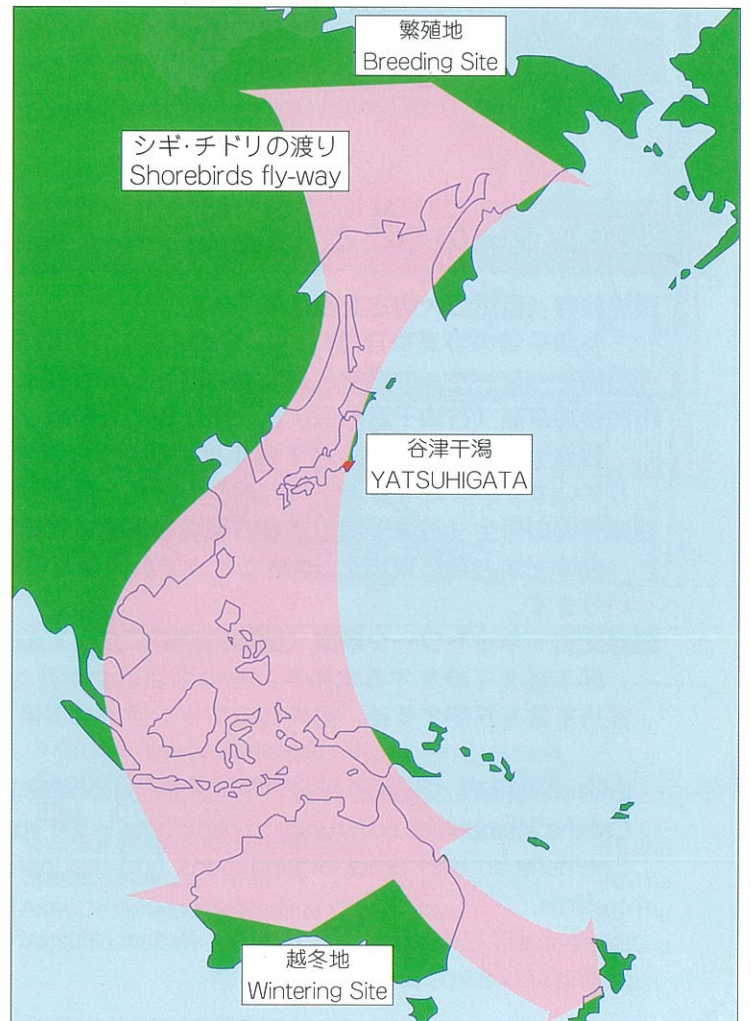 繁殖地
Breeding Site
シギ・チドリの渡り
Shorebirds fly-way
谷津干潟
YATSUHIGATA
越冬地
Wintering Site